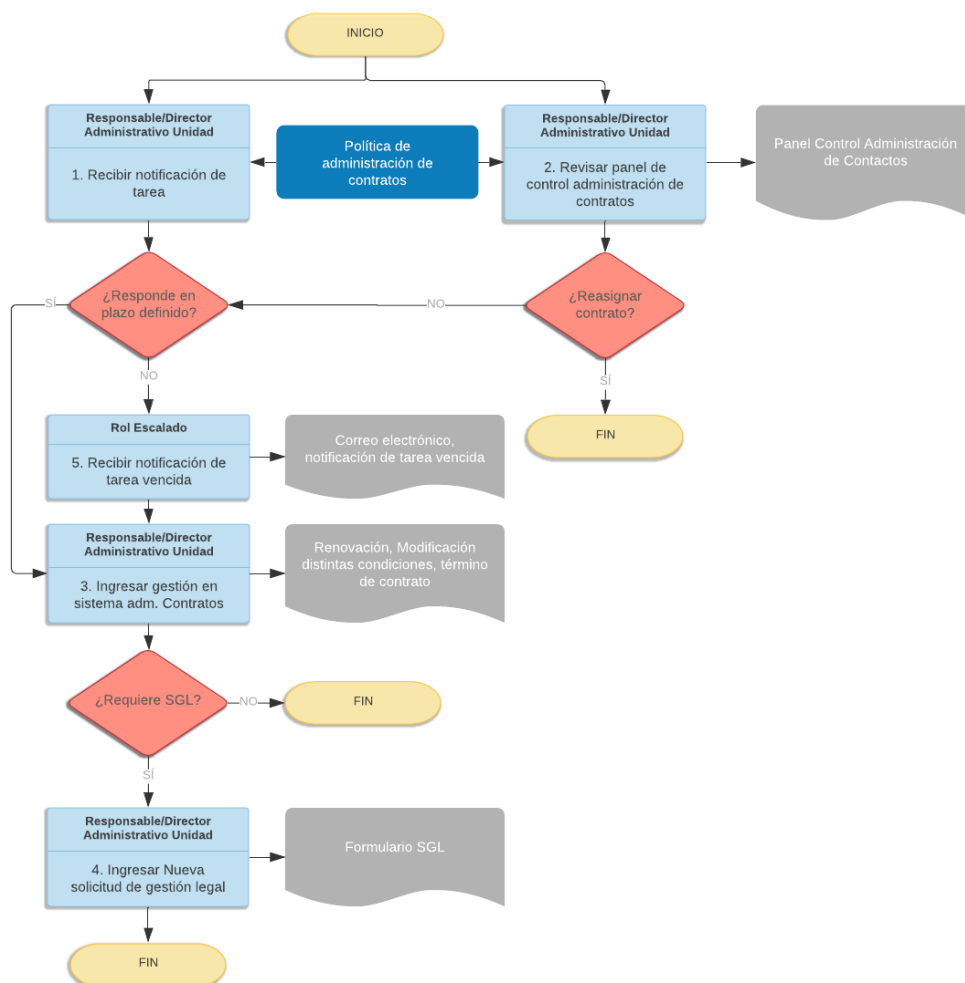 INICIO
Responsable/Director
Administrativo Unidad
1. Recibir notificación de
tarea
Política de
administración de
contratos
Responsable/Director
Administrativo Unidad
2. Revisar panel de
control administración de
contratos
Panel Control Administración
de Contactos
¿Responde en
plazo definido?
SÍ
NO
¿Reasignar
contrato?
NO
SÍ
FIN
Rol Escalado
5. Recibir notificación de
tarea vencida
Correo electrónico,
notificación de tarea vencida
Responsable/Director
Administrativo Unidad
3. Ingresar gestión en
sistema adm. Contratos
Renovación, Modificación
distintas condiciones, término
de contrato
¿Requiere SGL?
NO
FIN
SÍ
Responsable/Director
Administrativo Unidad
4. Ingresar Nueva
solicitud de gestión legal
Formulario SGL
FIN